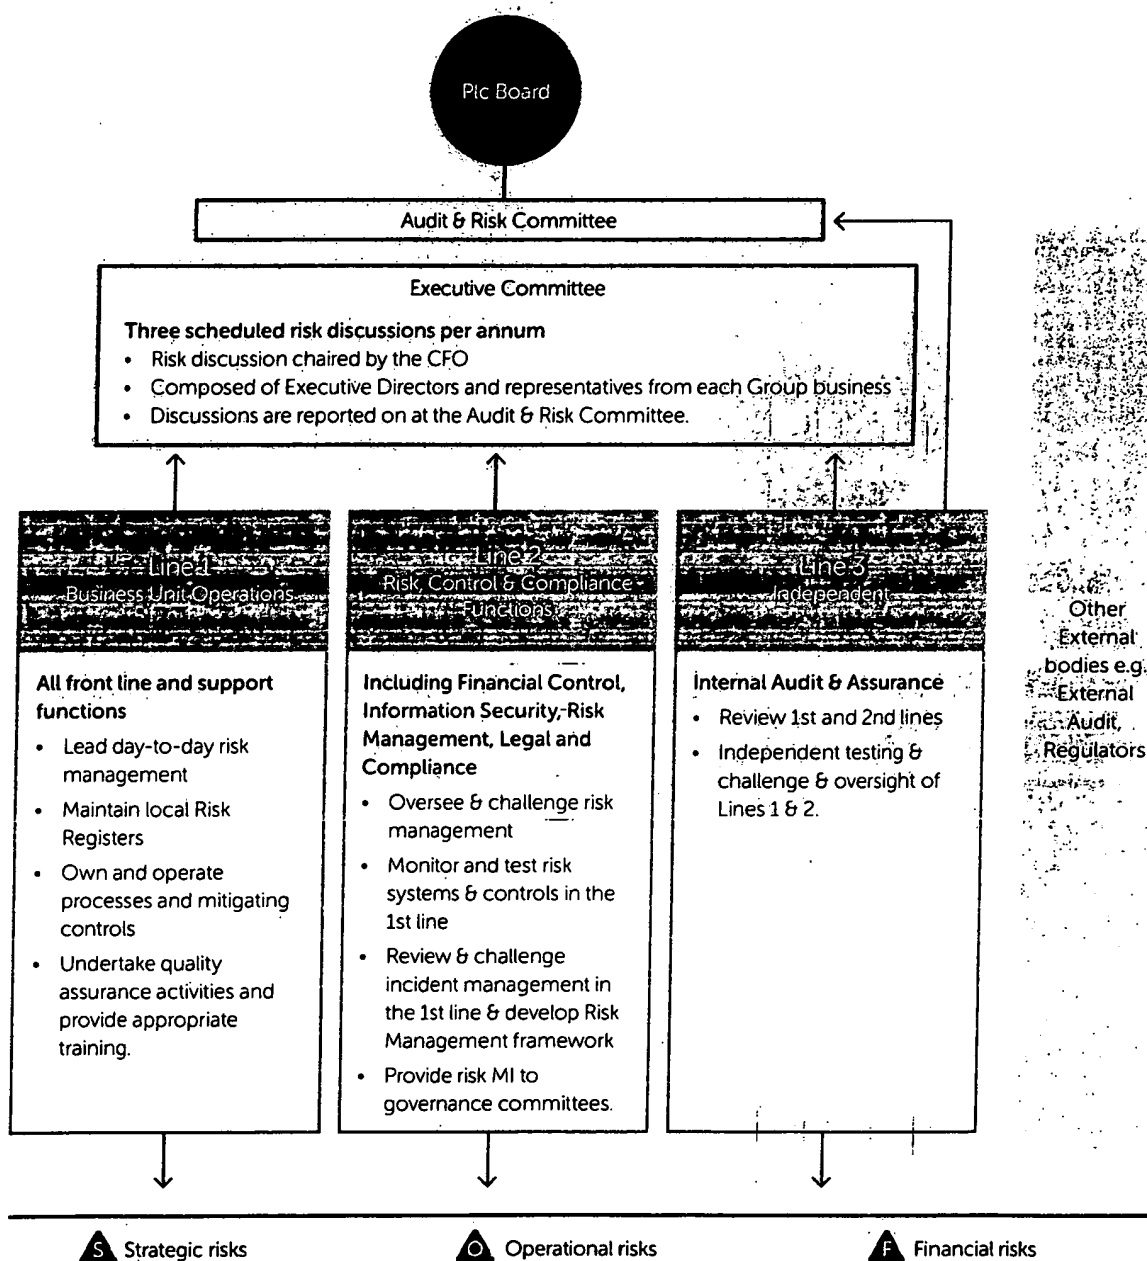 Plc Board
Audit & Risk Committee
Executive Committee
Three scheduled risk discussions per annum
• Risk discussion chaired by the CFO
• Composed of Executive Directors and representatives from each Group business
• Discussions are reported on at the Audit & Risk Committee.
Line 1
Business Unit Operations
All front line and support
functions
• Lead day-to-day risk
management
• Maintain local Risk
Registers
• Own and operate
processes and mitigating
controls
• Undertake quality
assurance activities and
provide appropriate
training.
Line 2
Risk, Control & Compliance
Functions
Including Financial Control,
Information Security, Risk
Management, Legal and
Compliance
• Oversee & challenge risk
management
• Monitor and test risk
systems & controls in the
1st line
• Review & challenge
incident management in
the 1st line & develop Risk
Management framework
• Provide risk MI to
governance committees.
Line 3
Independent
Internal Audit & Assurance
• Review 1st and 2nd lines
• Independent testing &
challenge & oversight of
Lines 1 & 2.
Other
External
bodies e.g.
External
Audit,
Regulators
S Strategic risks
O Operational risks
F Financial risks